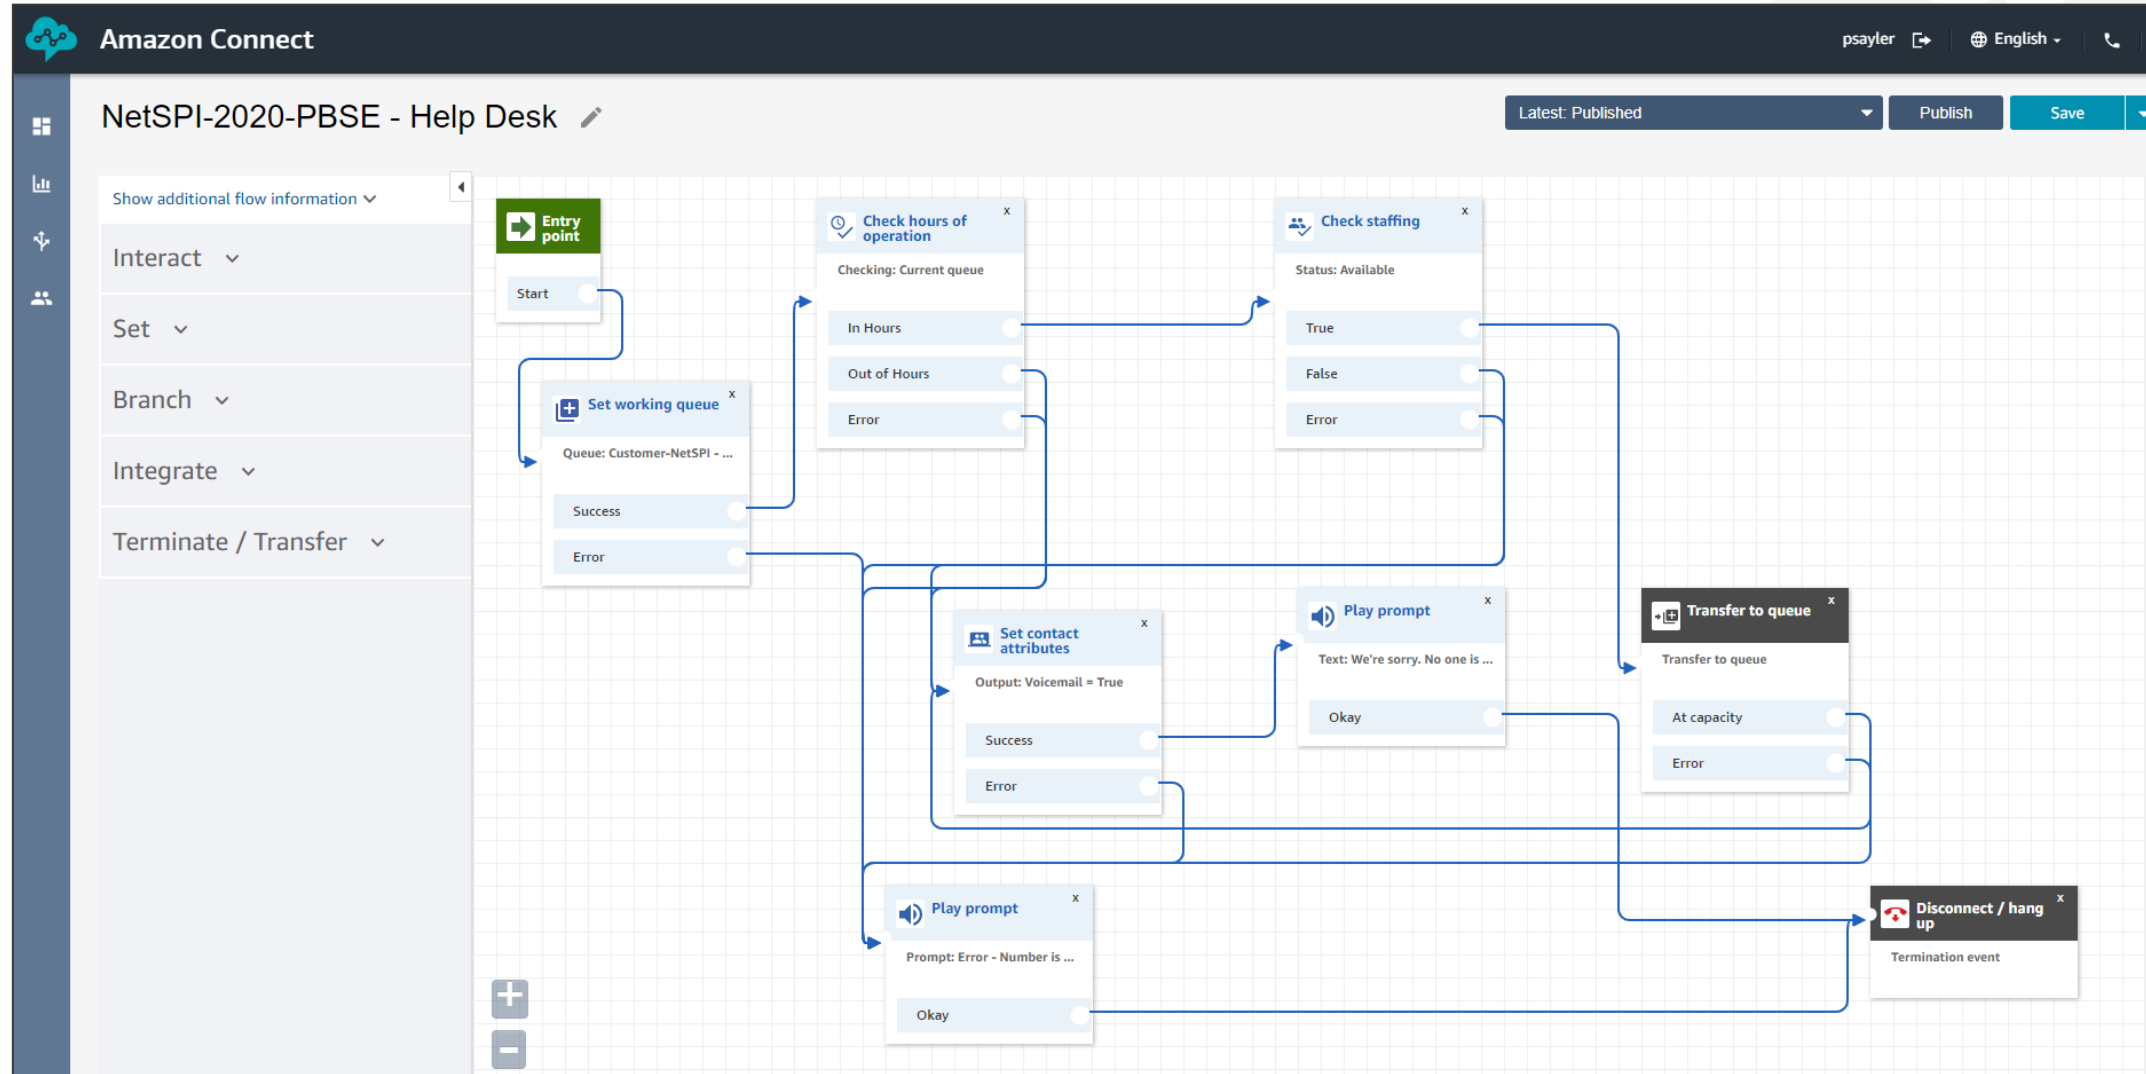 Amazon Connect
psayler
English
NetSPI-2020-PBSE - Help Desk
Latest: Published
Publish
Save
Show additional flow information
Interact
Set
Branch
Integrate
Terminate / Transfer
Entry
point
Start
Set working queue
x
Queue: Customer-NetSPI - ...
Success
Error
Check hours of
operation
x
Checking: Current queue
In Hours
Out of Hours
Error
Check staffing
x
Status: Available
True
False
Error
Set contact
attributes
x
Output: Voicemail = True
Success
Error
Play prompt
x
Text: We're sorry. No one is ...
Okay
Transfer to queue
x
Transfer to queue
At capacity
Error
Play prompt
x
Prompt: Error - Number is ...
Okay
Disconnect / hang
up
x
Termination event